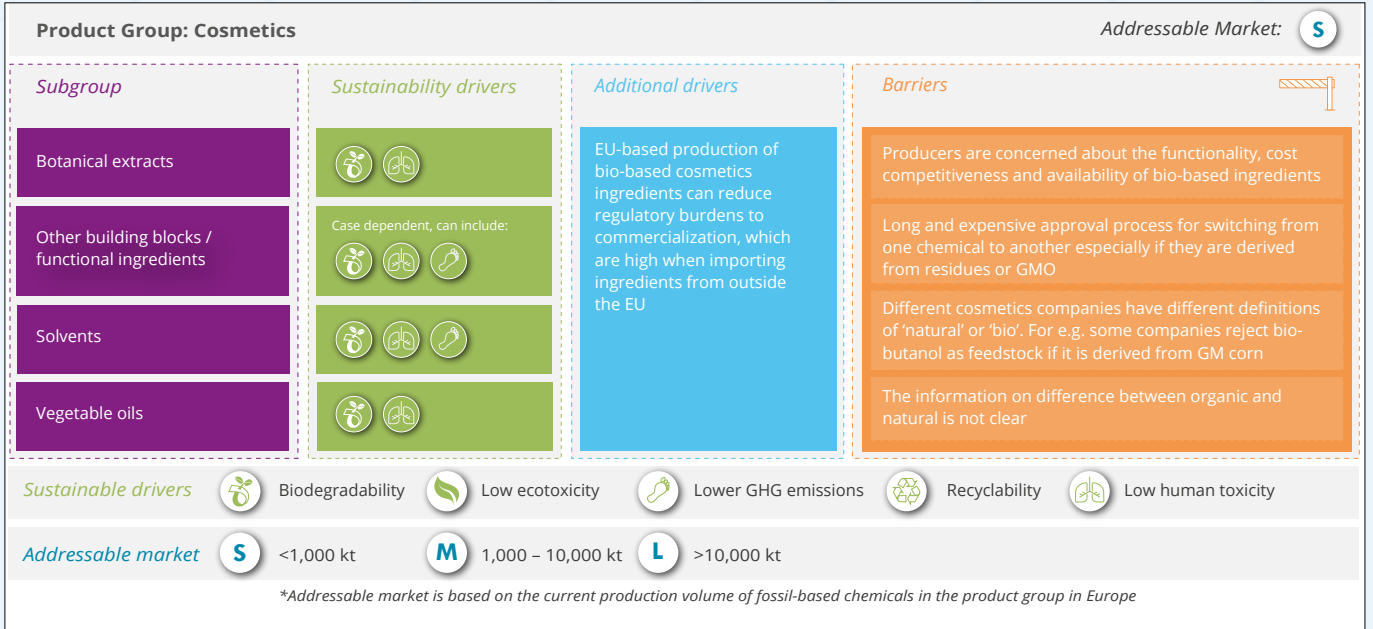 Product Group: Cosmetics
Addressable Market:
S
Subgroup
Sustainability drivers
Additional drivers
Barriers
Botanical extracts
Other building blocks /
functional ingredients
Case dependent, can include:
Solvents
Vegetable oils
EU-based production of
bio-based cosmetics
ingredients can reduce
regulatory burdens to
commercialization, which
are high when importing
ingredients from outside
the EU
Producers are concerned about the functionality, cost
competitiveness and availability of bio-based ingredients
Long and expensive approval process for switching from
one chemical to another especially if they are derived
from residues or GMO
Different cosmetics companies have different definitions
of ‘natural’ or ‘bio’. For e.g. some companies reject bio-
butanol as feedstock if it is derived from GM corn
The information on difference between organic and
natural is not clear
Sustainable drivers
Biodegradability
Low ecotoxicity
Lower GHG emissions
Recyclability
Low human toxicity
Addressable market
S
<1,000 kt
M
1,000 – 10,000 kt
L
>10,000 kt
*Addressable market is based on the current production volume of fossil-based chemicals in the product group in Europe